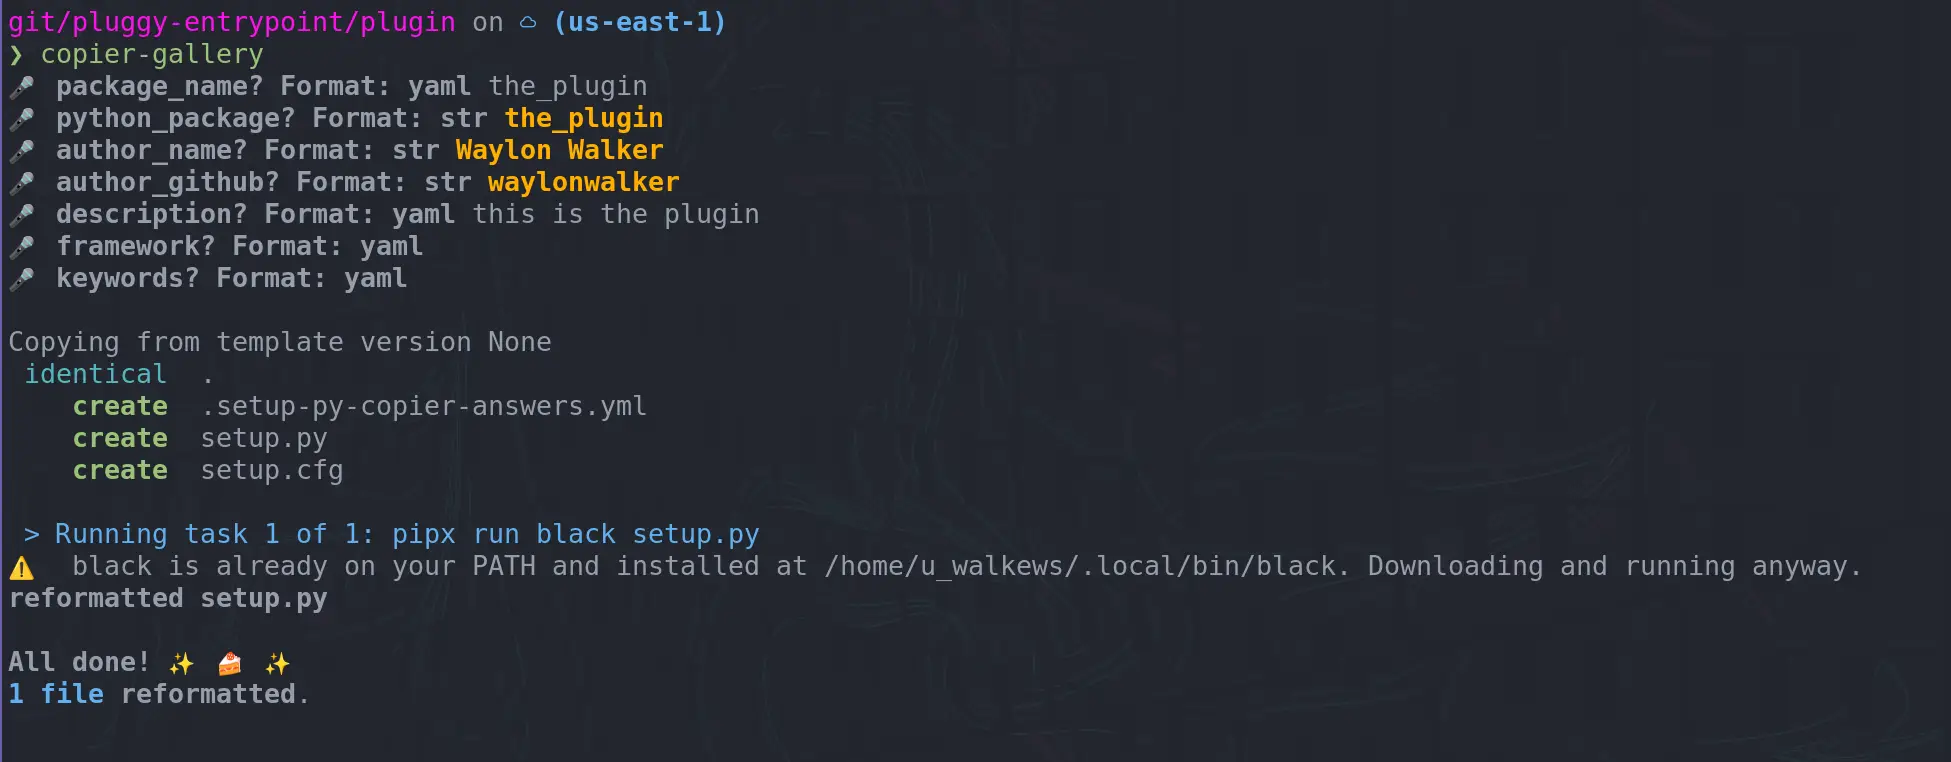 git/pluggy-entrypoint/plugin on ☁ (us-east-1)
❯ copier-gallery
🎤 package_name? Format: yaml the_plugin
🎤 python_package? Format: str the_plugin
🎤 author_name? Format: str Waylon Walker
🎤 author_github? Format: str waylonwalker
🎤 description? Format: yaml this is the plugin
🎤 framework? Format: yaml
🎤 keywords? Format: yaml
Copying from template version None
identical .
create .setup-py-copier-answers.yml
create setup.py
create setup.cfg
> Running task 1 of 1: pipx run black setup.py
⚠️ black is already on your PATH and installed at /home/u_walkews/.local/bin/black. Downloading and running anyway.
reformatted setup.py
All done! ✨ 🍰 ✨
1 file reformatted.